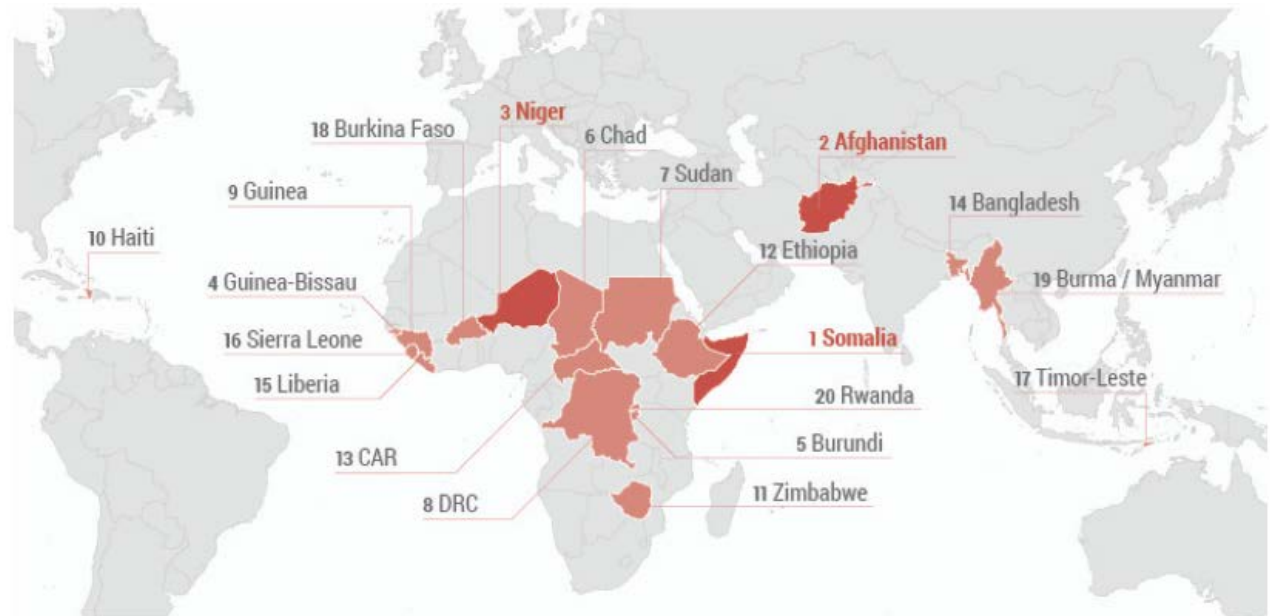 3 Niger
18 Burkina Faso
6 Chad
2 Afghanistan
7 Sudan
9 Guinea
14 Bangladesh
10 Haiti
12 Ethiopia
4 Guinea-Bissau
19 Burma / Myanmar
16 Sierra Leone
1 Somalia
15 Liberia
17 Timor-Leste
20 Rwanda
5 Burundi
13 CAR
11 Zimbabwe
8 DRC